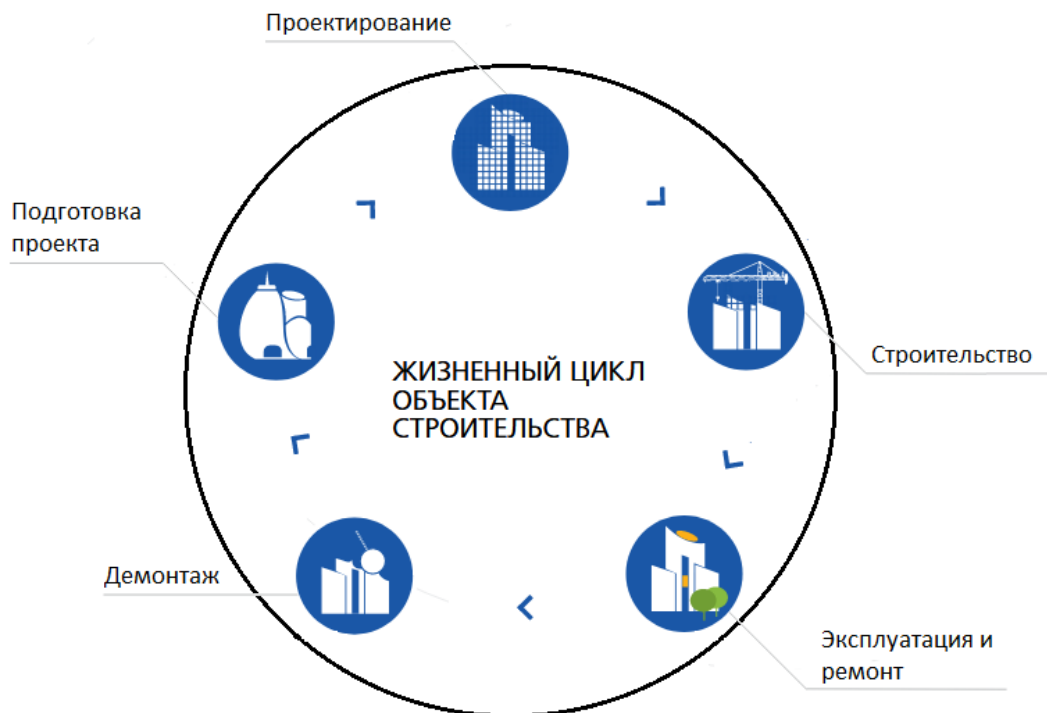 Проектирование
Подготовка
проекта
Строительство
ЖИЗНЕННЫЙ ЦИКЛ
ОБЪЕКТА
СТРОИТЕЛЬСТВА
Демонтаж
Эксплуатация и
ремонт